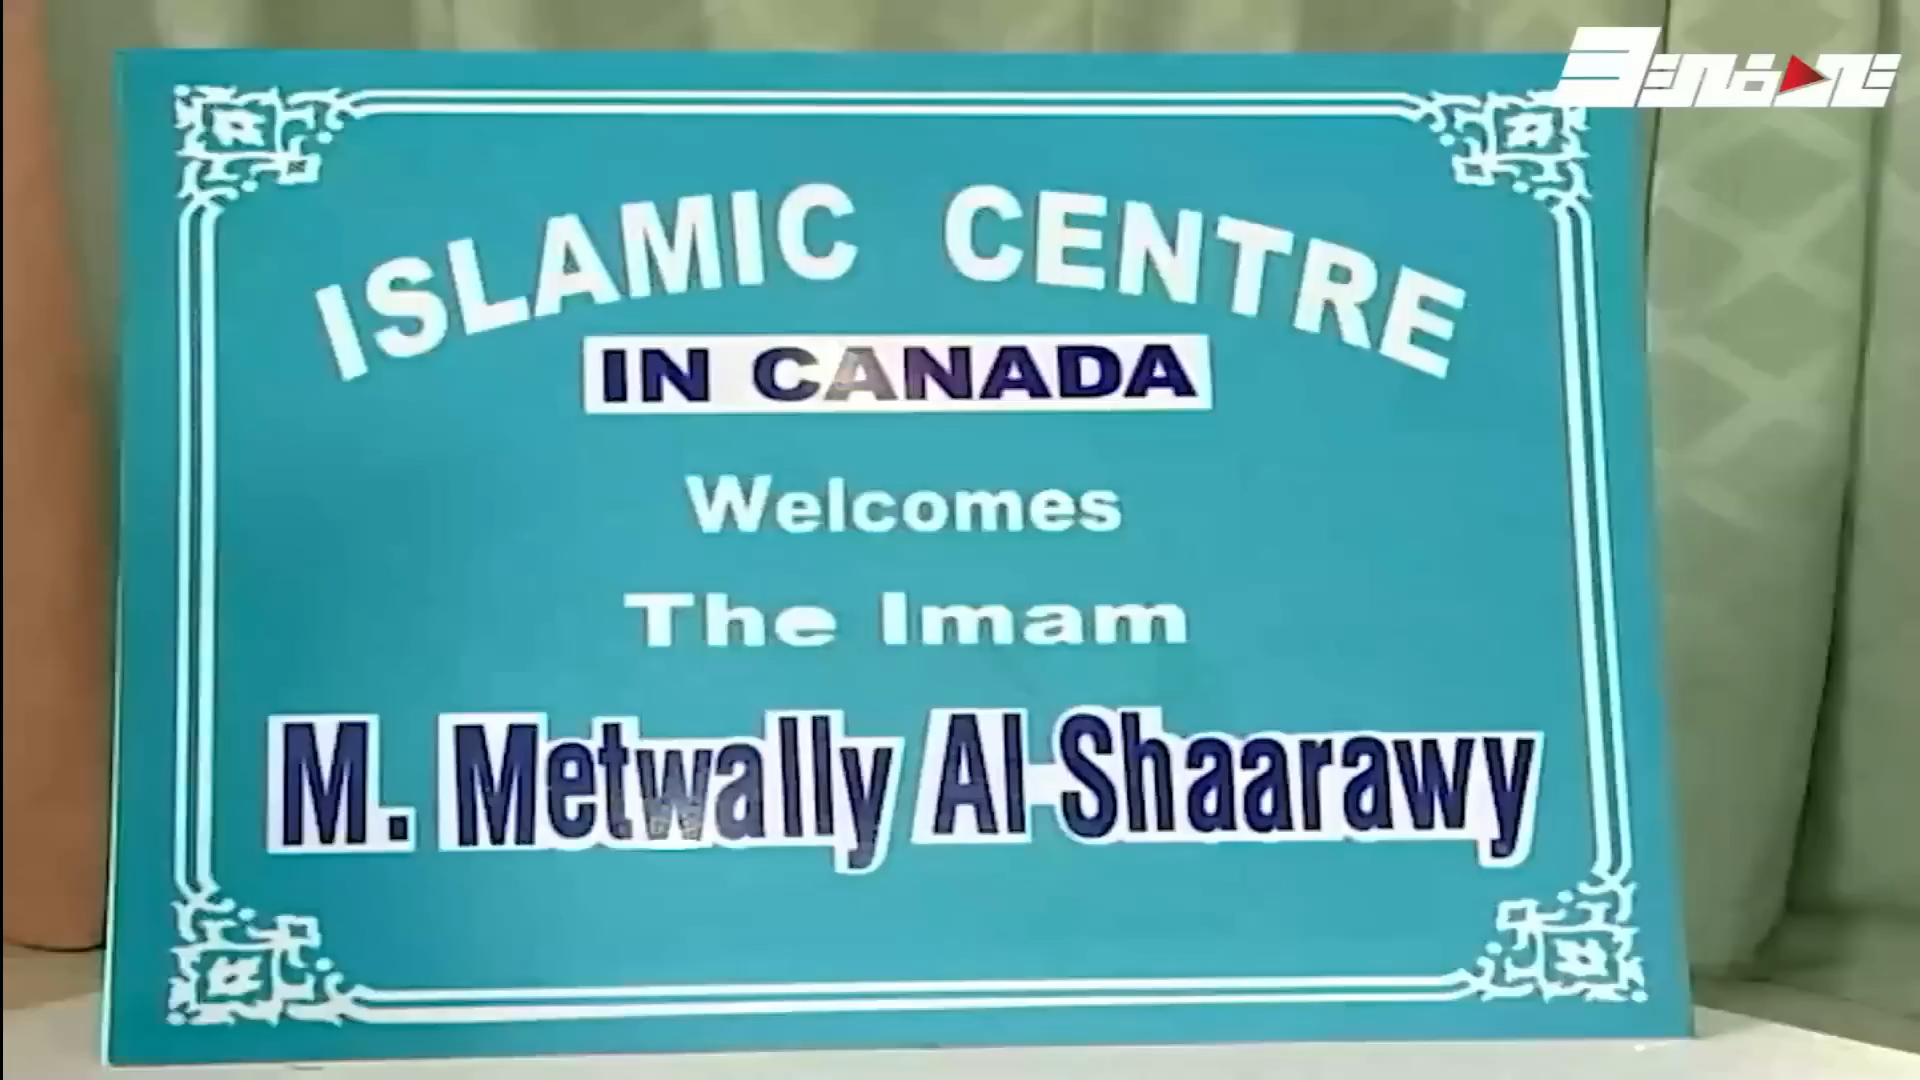 ISLAMIC CENTRE
IN CANADA
Welcomes
The Imam
M. Metwally Al-Shaarawy